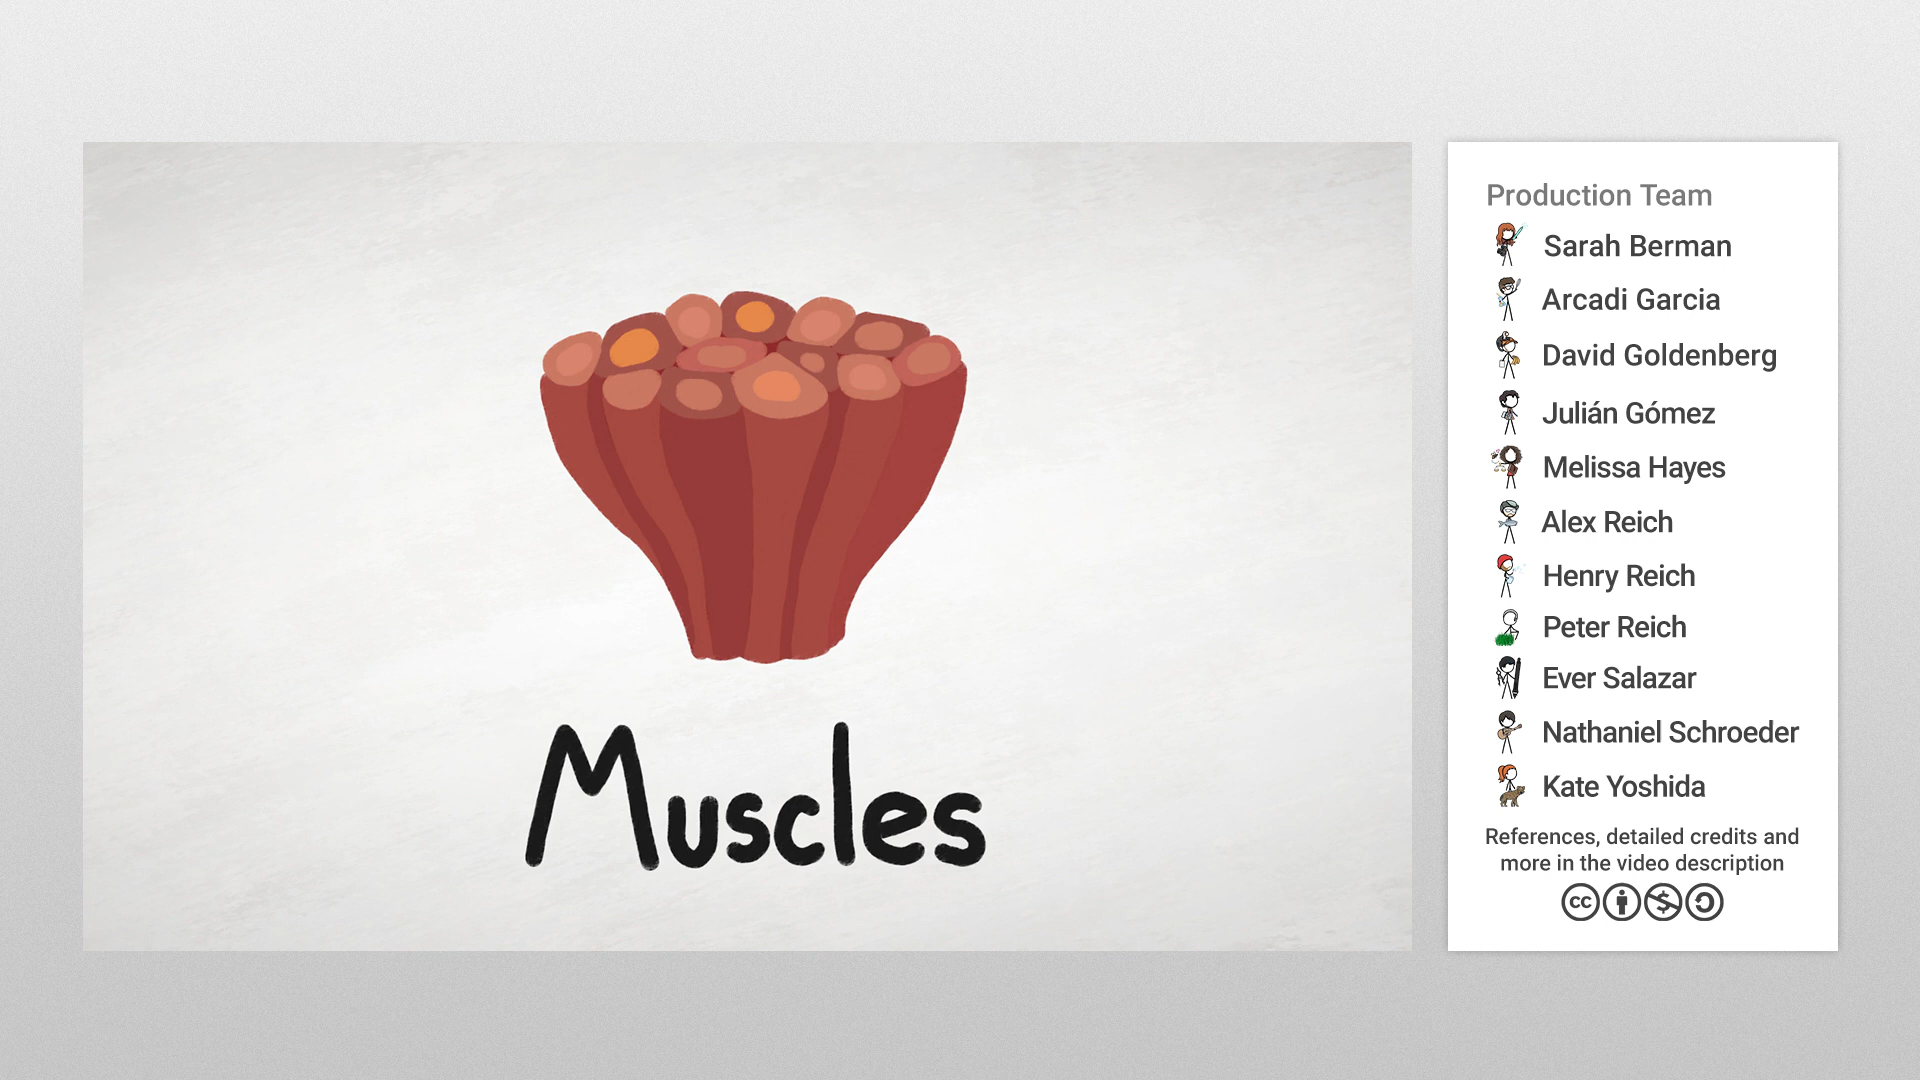 Muscles
Production Team
Sarah Berman
Arcadi Garcia
David Goldenberg
Julián Gómez
Melissa Hayes
Alex Reich
Henry Reich
Peter Reich
Ever Salazar
Nathaniel Schroeder
Kate Yoshida
References, detailed credits and
more in the video description
cc